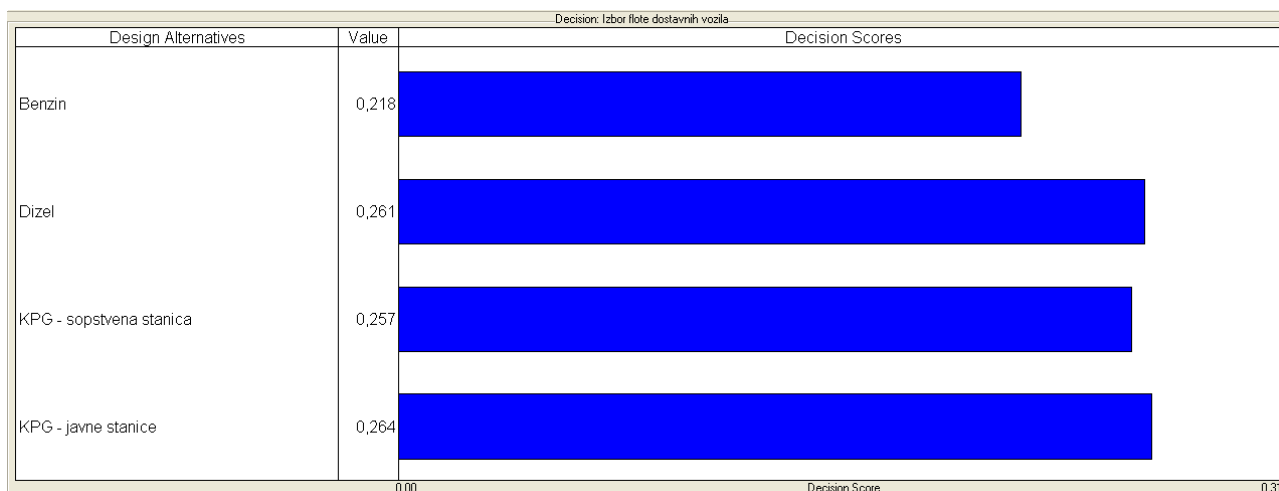 Decision: Izbor flote dostavnih vozila
Design Alternatives Value Decision Scores
Benzin 0,218
Dizel 0,261
KPG - sopstvena stanica 0,257
KPG - javne stanice 0,264
0.00 Decision Score